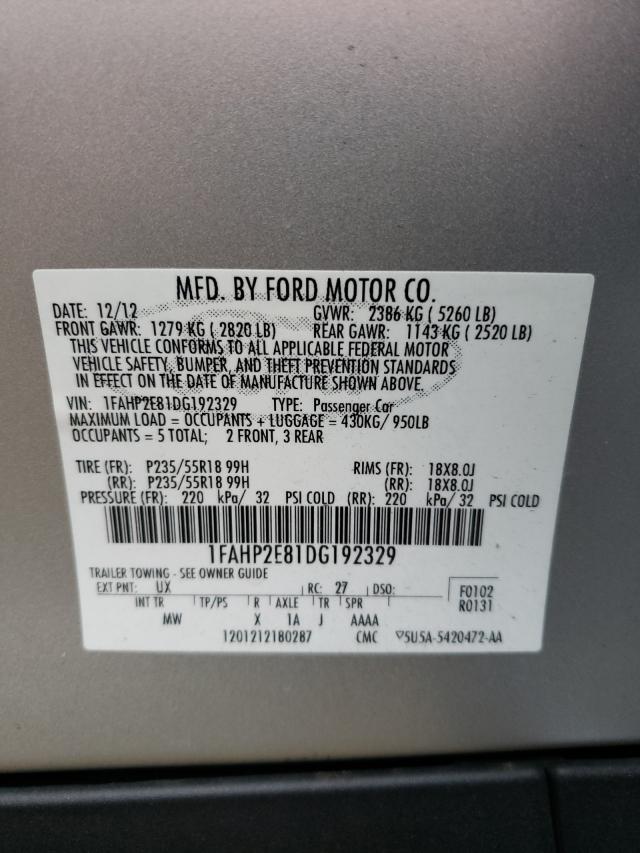 MFD. BY FORD MOTOR CO.
DATE: 12/12 GVWR: 2386 KG ( 5260 LB)
FRONT GAWR: 1279 KG ( 2820 LB) REAR GAWR: 1143 KG ( 2520 LB)
THIS VEHICLE CONFORMS TO ALL APPLICABLE FEDERAL MOTOR
VEHICLE SAFETY, BUMPER, AND THEFT PREVENTION STANDARDS
IN EFFECT ON THE DATE OF MANUFACTURE SHOWN ABOVE.
VIN: 1FAHP2E81DG192329 TYPE: Passenger Car
MAXIMUM LOAD = OCCUPANTS + LUGGAGE = 430KG/ 950LB
OCCUPANTS = 5 TOTAL; 2 FRONT, 3 REAR
TIRE (FR): P235/55R18 99H RIMS (FR): 18X8.0J
(RR): P235/55R18 99H (RR): 18X8.0J
PRESSURE (FR): 220 kPa/ 32 PSI COLD (RR): 220 kPa/ 32 PSI COLD
1FAHP2E81DG192329
TRAILER TOWING - SEE OWNER GUIDE
EXT PNT: UX RC: 27 DSO: F0102
INT TR TP/PS R AXLE TR SPR R0131
MW X 1A J AAAA
1201212180287 CMC 5U5A-5420472-AA